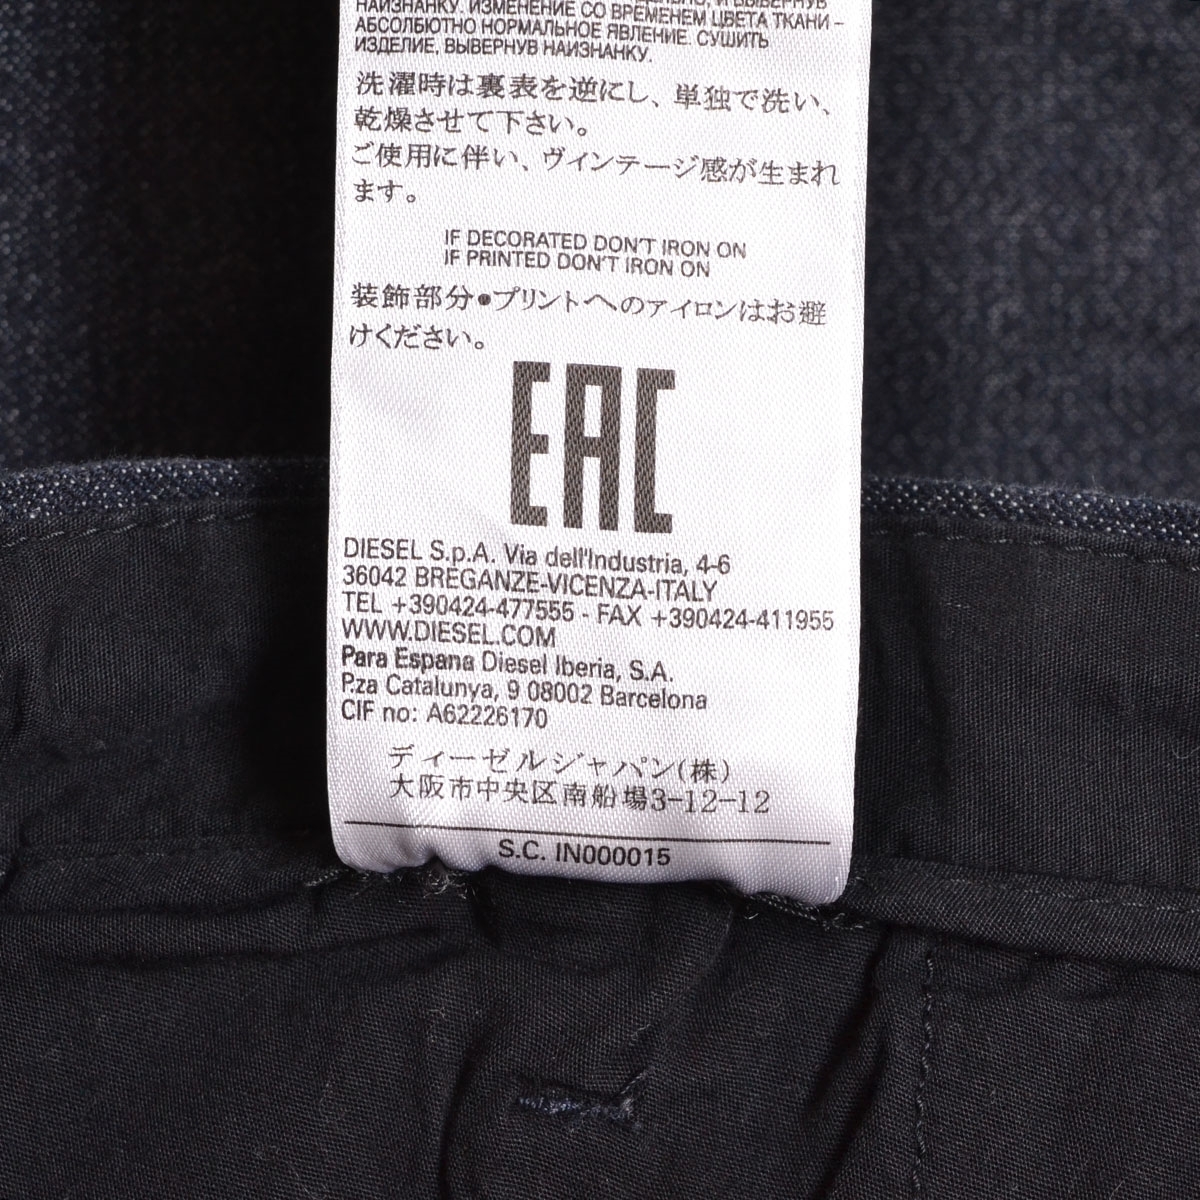 НАИЗНАНКУ. ИЗМЕНЕНИЕ СО ВРЕМЕНЕМ ЦВЕТА ТКАНИ –
АБСОЛБЮТНО НОРМАЛЬНОЕ ЯВЛЕНИЕ. СУШИТЬ
ИЗДЕЛИЕ, ВЫВЕРНУВ НАИЗНАНКУ.
洗濯時は裏表を逆にし、単独で洗い、
乾燥させて下さい。
ご使用に伴い、ヴィンテージ感が生まれ
ます。
IF DECORATED DON'T IRON ON
IF PRINTED DON'T IRON ON
装飾部分●プリントへのアイロンはお避
けください。
EAC
DIESEL S.p.A. Via dell'Industria, 4-6
36042 BREGANZE-VICENZA-ITALY
TEL +390424-477555 - FAX +390424-411955
WWW.DIESEL.COM
Para Espana Diesel Iberia, S.A.
P.za Catalunya, 9 08002 Barcelona
CIF no: A62226170
ディーゼルジャパン(株)
大阪市中央区南船場3-12-12
S.C. IN000015